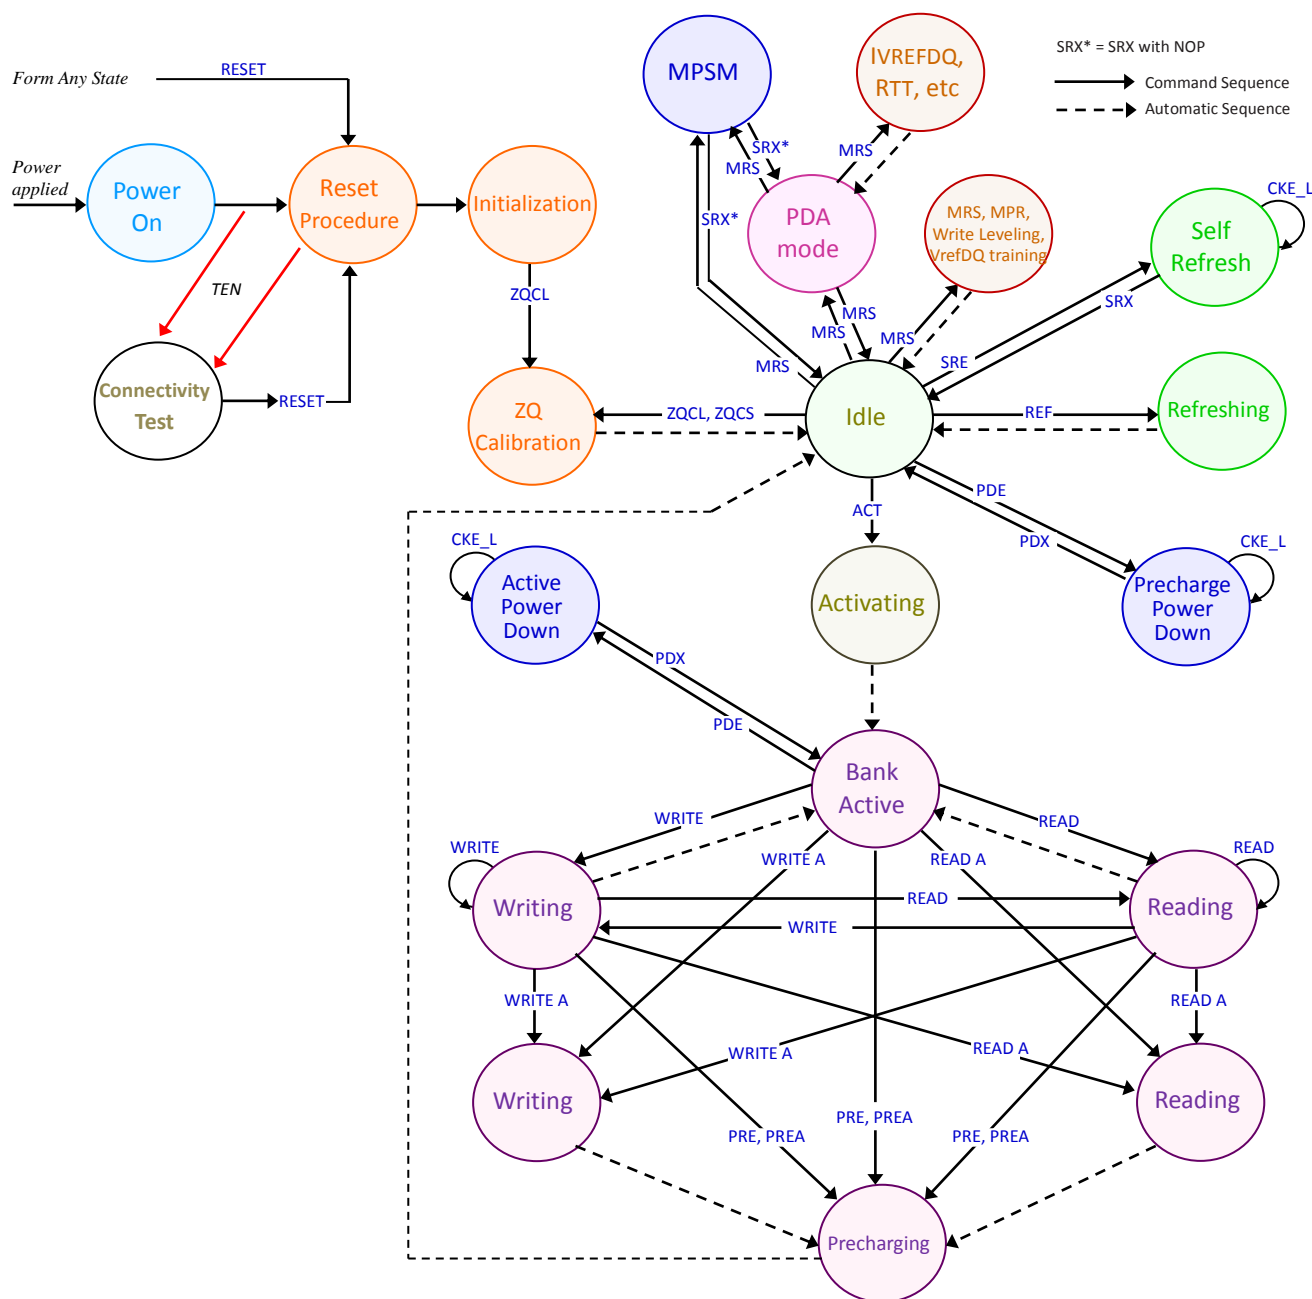 SRX* = SRX with NOP
Command Sequence
Automatic Sequence
Form Any State
RESET
Power
applied
Power
On
Reset
Procedure
Initialization
TEN
Connectivity
Test
RESET
ZQCL
ZQ
Calibration
MPSM
IVREFDQ,
RTT, etc
SRX*
MRS
MRS
PDA
mode
SRX*
MRS
MRS
MRS
MRS, MPR,
Write Leveling,
VrefDQ training
MRS
Self
Refresh
CKE_L
SRX
SRE
ZQCL, ZQCS
Idle
REF
Refreshing
ACT
PDE
PDX
CKE_L
Active
Power
Down
Activating
CKE_L
Precharge
Power
Down
PDX
PDE
Bank
Active
WRITE
READ
WRITE
WRITE A
READ A
READ
Writing
READ
Reading
WRITE
WRITE A
READ A
WRITE A
READ A
Writing
Reading
PRE, PREA
PRE, PREA
PRE, PREA
Precharging